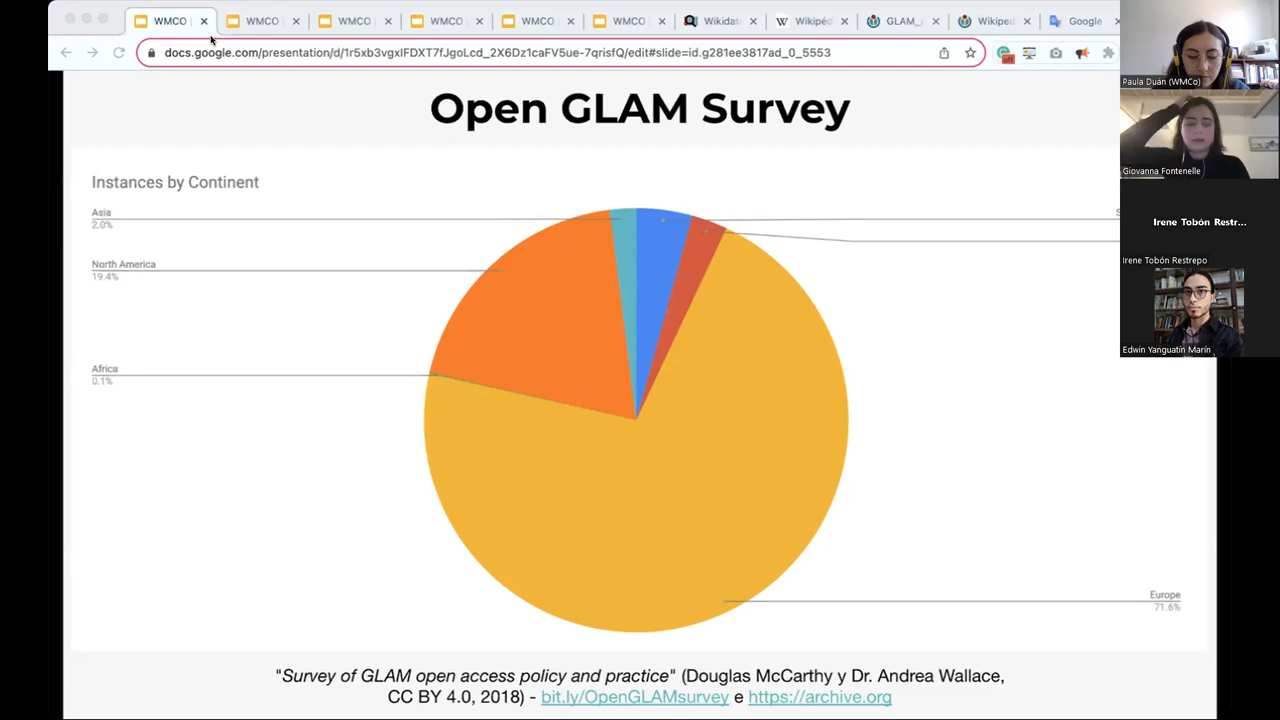 WMCO
WMCO
WMCO
WMCO
WMCO
WMCO
Wikidat
Wikipéd
GLAM_
Wikiped
Google
docs.google.com/presentation/d/1r5xb3vgxIFDXT7fJgoLcd_2X6Dz1caFV5ue-7qrisfQ/edit#slide=id.g281ee3817ad_0_5553
off
Paula Duán (WMCo)
Giovanna Fontenelle
Irene Tobón Restr...
Irene Tobón Restrepo
Edwin Yanguatín Marín
Open GLAM Survey
Instances by Continent
Asia
2.0%
S
North America
19.4%
Africa
0.1%
Europe
71.6%
"Survey of GLAM open access policy and practice" (Douglas McCarthy y Dr. Andrea Wallace,
CC BY 4.0, 2018) - bit.ly/OpenGLAMsurvey e https://archive.org